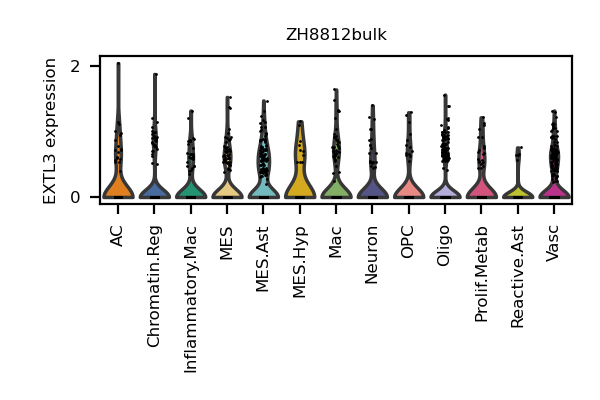 ZH8812bulk
EXTL3 expression
2
0
AC
Chromatin.Reg
Inflammatory.Mac
MES
MES.Ast
MES.Hyp
Mac
Neuron
OPC
Oligo
Prolif.Metab
Reactive.Ast
Vasc